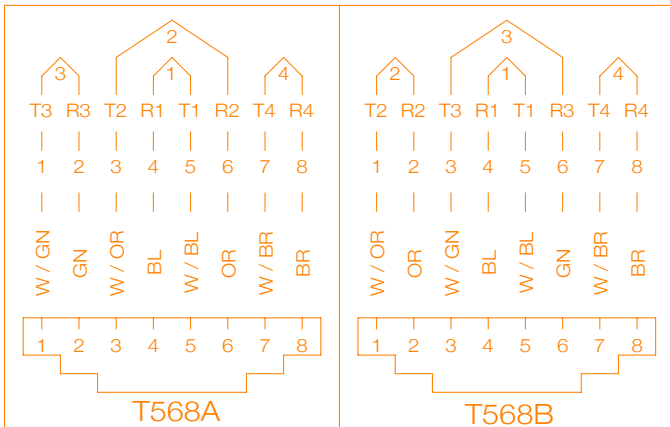 2
3
1
4
T3 R3 T2 R1 T1 R2 T4 R4
1 2 3 4 5 6 7 8
W / GN GN W / OR BL W / BL OR W / BR BR
1 2 3 4 5 6 7 8
T568A
3
2
1
4
T2 R2 T3 R1 T1 R3 T4 R4
1 2 3 4 5 6 7 8
W / OR OR W / GN BL W / BL GN W / BR BR
1 2 3 4 5 6 7 8
T568B